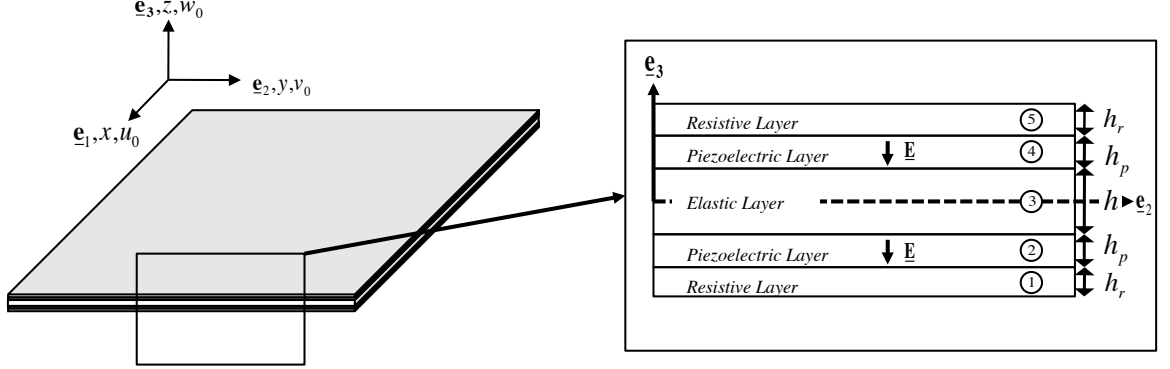 e3,z,w0
e2,y,v0
e1,x,u0
e3
Resistive Layer 5 hr
Piezoelectric Layer E 4 hp
Elastic Layer 3 h e2
Piezoelectric Layer E 2 hp
Resistive Layer 1 hr